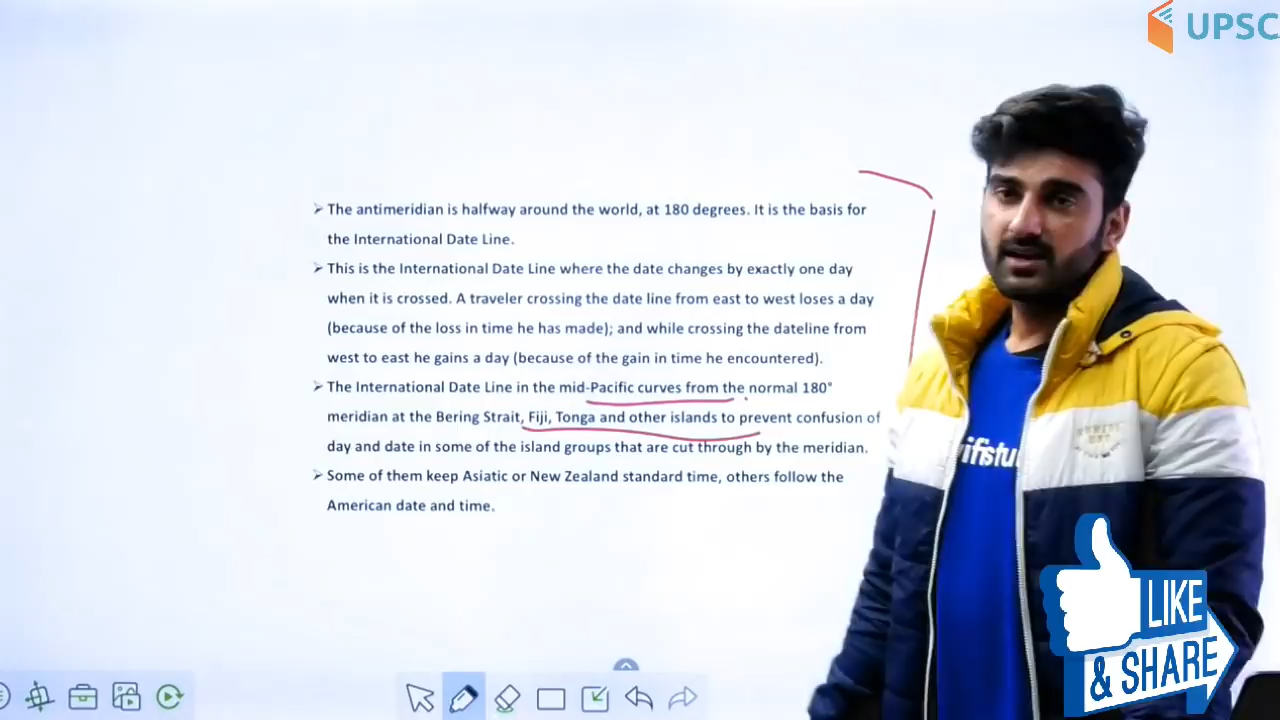 UPSC
➢ The antimeridian is halfway around the world, at 180 degrees. It is the basis for
the International Date Line.
➢ This is the International Date Line where the date changes by exactly one day
when it is crossed. A traveler crossing the date line from east to west loses a day
(because of the loss in time he has made); and while crossing the dateline from
west to east he gains a day (because of the gain in time he encountered).
➢ The International Date Line in the mid-Pacific curves from the normal 180°
meridian at the Bering Strait, Fiji, Tonga and other islands to prevent confusion of
day and date in some of the island groups that are cut through by the meridian.
➢ Some of them keep Asiatic or New Zealand standard time, others follow the
American date and time.
LIKE
& SHARE